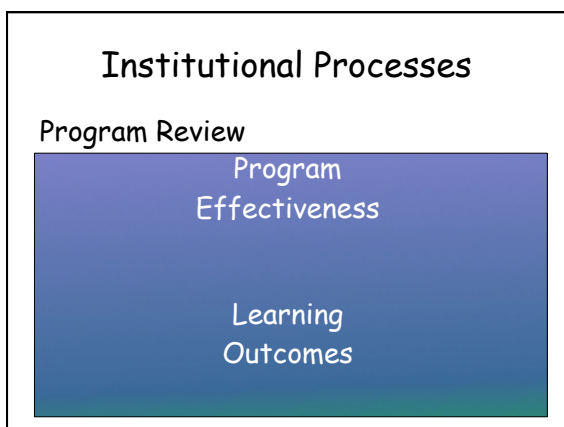 Institutional Processes
Program Review
Program
Effectiveness
Learning
Outcomes